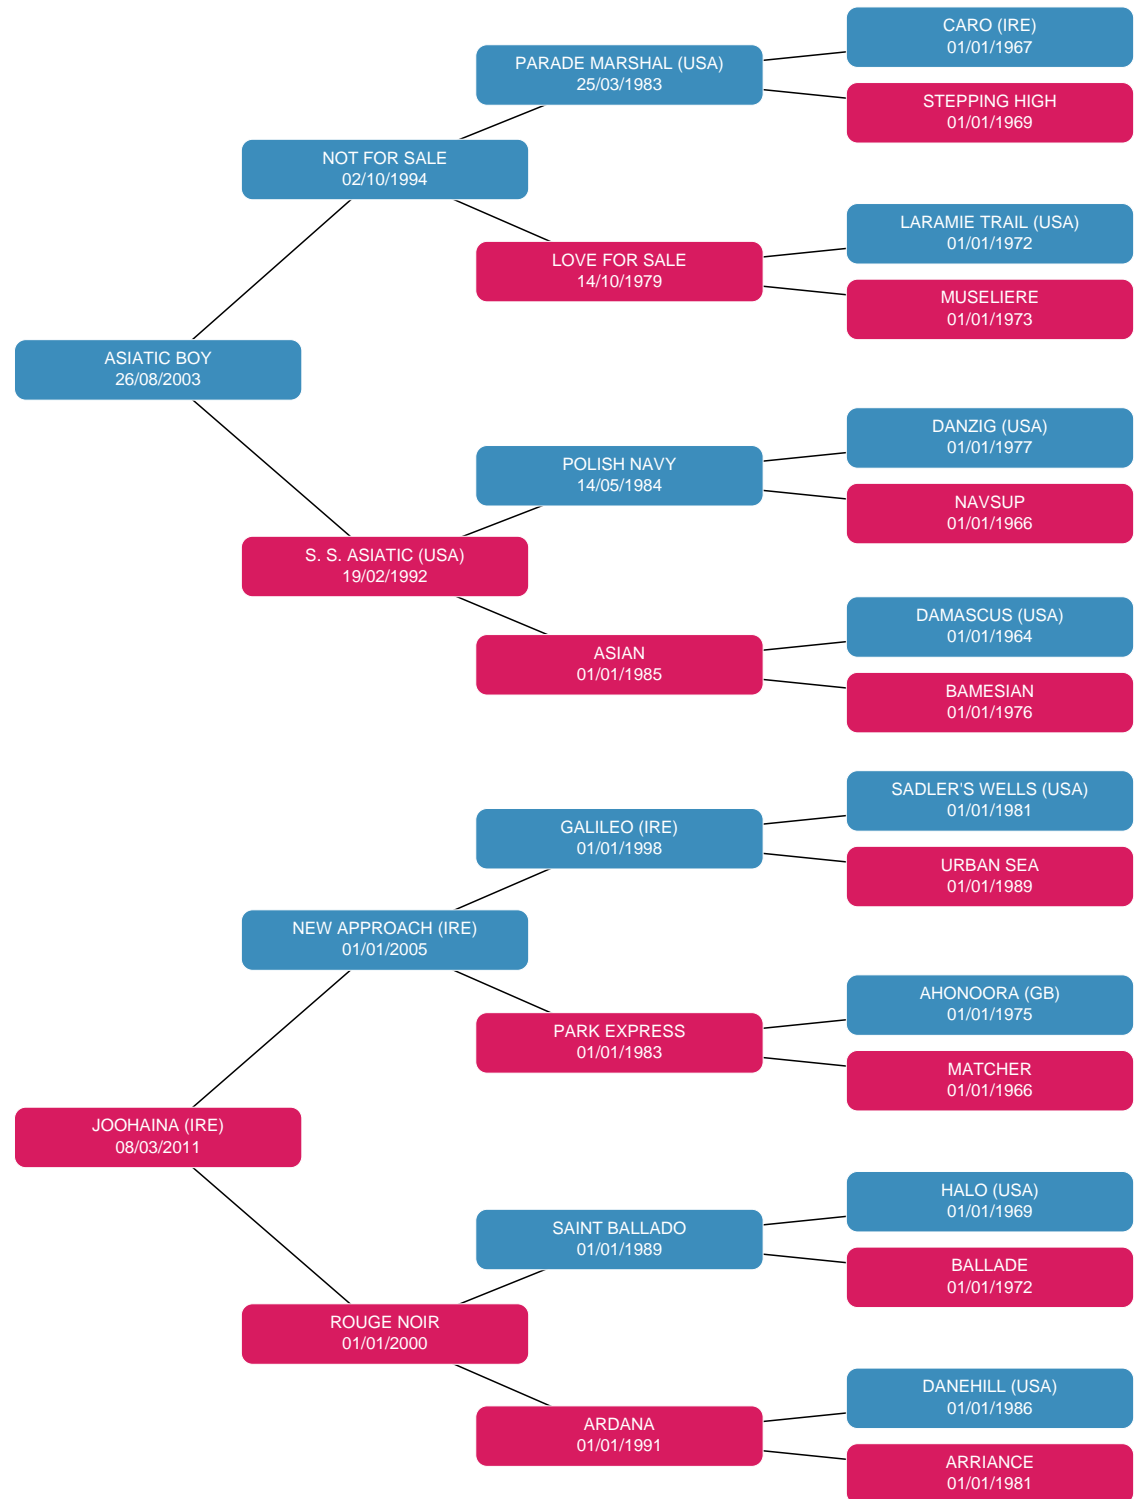 CARO (IRE)
01/01/1967
PARADE MARSHAL (USA)
25/03/1983
STEPPING HIGH
01/01/1969
NOT FOR SALE
02/10/1994
LARAMIE TRAIL (USA)
01/01/1972
LOVE FOR SALE
14/10/1979
MUSELIERE
01/01/1973
ASIATIC BOY
26/08/2003
DANZIG (USA)
01/01/1977
POLISH NAVY
14/05/1984
NAVSUP
01/01/1966
S. S. ASIATIC (USA)
19/02/1992
DAMASCUS (USA)
01/01/1964
ASIAN
01/01/1985
BAMESIAN
01/01/1976
SADLER'S WELLS (USA)
01/01/1981
GALILEO (IRE)
01/01/1998
URBAN SEA
01/01/1989
NEW APPROACH (IRE)
01/01/2005
AHONOORA (GB)
01/01/1975
PARK EXPRESS
01/01/1983
MATCHER
01/01/1966
JOOHAINA (IRE)
08/03/2011
HALO (USA)
01/01/1969
SAINT BALLADO
01/01/1989
BALLADE
01/01/1972
ROUGE NOIR
01/01/2000
DANEHILL (USA)
01/01/1986
ARDANA
01/01/1991
ARRIANCE
01/01/1981